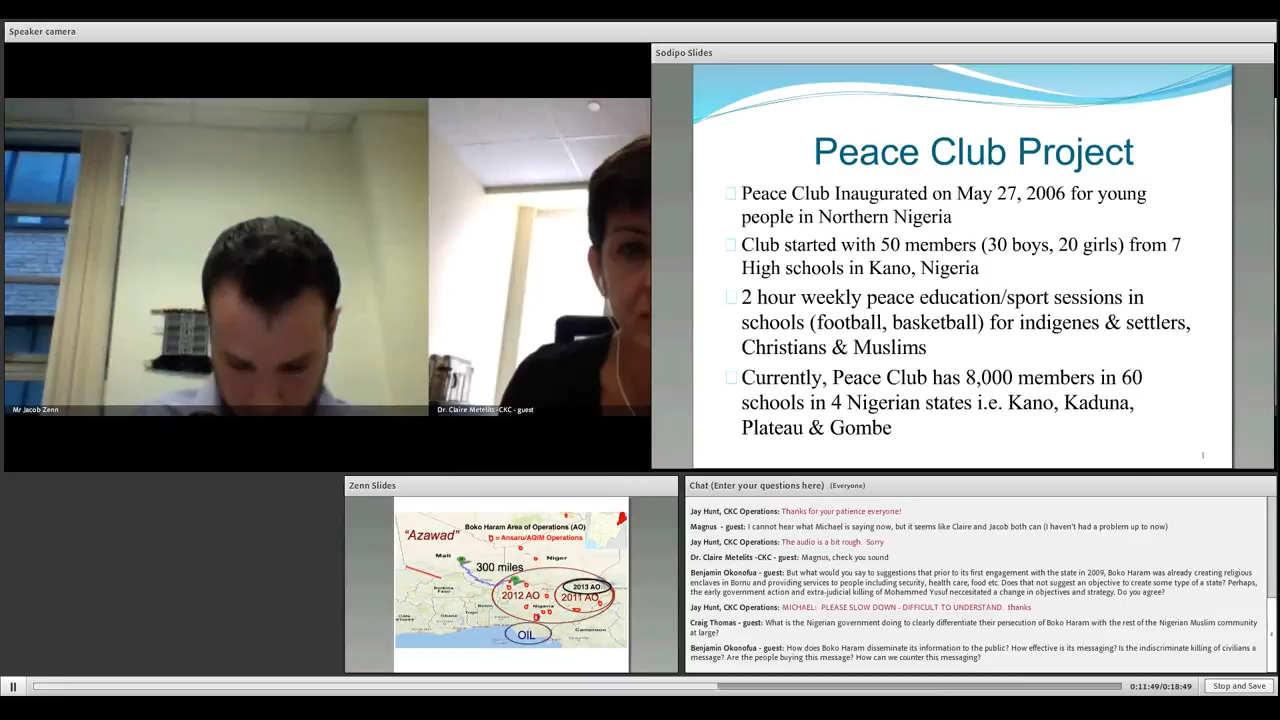 Speaker camera
Mr Jacob Zenn
Dr. Claire Metelits -CKC - guest
Sodipo Slides
Peace Club Project
Peace Club Inaugurated on May 27, 2006 for young
people in Northern Nigeria
Club started with 50 members (30 boys, 20 girls) from 7
High schools in Kano, Nigeria
2 hour weekly peace education/sport sessions in
schools (football, basketball) for indigenes & settlers,
Christians & Muslims
Currently, Peace Club has 8,000 members in 60
schools in 4 Nigerian states i.e. Kano, Kaduna,
Plateau & Gombe
1
Zenn Slides
Boko Haram Area of Operations (AO)
= Ansaru/AQIM Operations
"Azawad"
Mali
Niger
300 miles
2013 AO
2012 AO
2011 AO
Nigeria
OIL
Cameroon
Chat (Enter your questions here) (Everyone)
Jay Hunt, CKC Operations: Thanks for your patience everyone!
Magnus - guest: I cannot hear what Michael is saying now, but it seems like Claire and Jacob both can (I haven't had a problem up to now)
Jay Hunt, CKC Operations: The audio is a bit rough. Sorry
Dr. Claire Metelits -CKC - guest: Magnus, check you sound
Benjamin Okonofua - guest: But what would you say to suggestions that prior to its first engagement with the state in 2009, Boko Haram was already creating religious
enclaves in Bornu and providing services to people including security, health care, food etc. Does that not suggest an objective to create some type of a state? Perhaps,
the early government action and extra-judicial killing of Mohammed Yusuf neccesitated a change in objectives and strategy. Do you agree?
Jay Hunt, CKC Operations: MICHAEL: PLEASE SLOW DOWN - DIFFICULT TO UNDERSTAND. thanks
Craig Thomas - guest: What is the Nigerian government doing to clearly differentiate their persecution of Boko Haram with the rest of the Nigerian Muslim community
at large?
Benjamin Okonofua - guest: How does Boko Haram disseminate its information to the public? How effective is its messaging? Is the indiscriminate killing of civilians a
message? Are the people buying this message? How can we counter this messaging?
0:11:49/0:18:49
Stop and Save